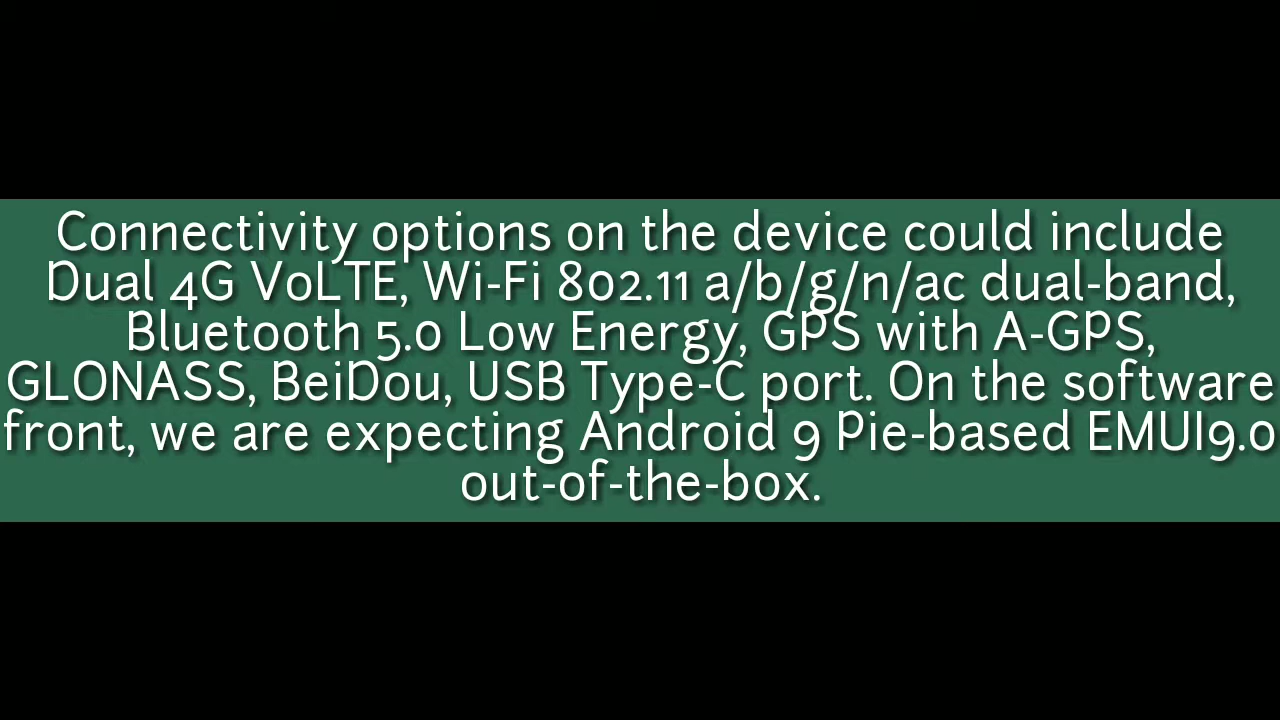 Connectivity options on the device could include
Dual 4G VoLTE, Wi-Fi 802.11 a/b/g/n/ac dual-band,
Bluetooth 5.0 Low Energy, GPS with A-GPS,
GLONASS, BeiDou, USB Type-C port. On the software
front, we are expecting Android 9 Pie-based EMUI9.0
out-of-the-box.